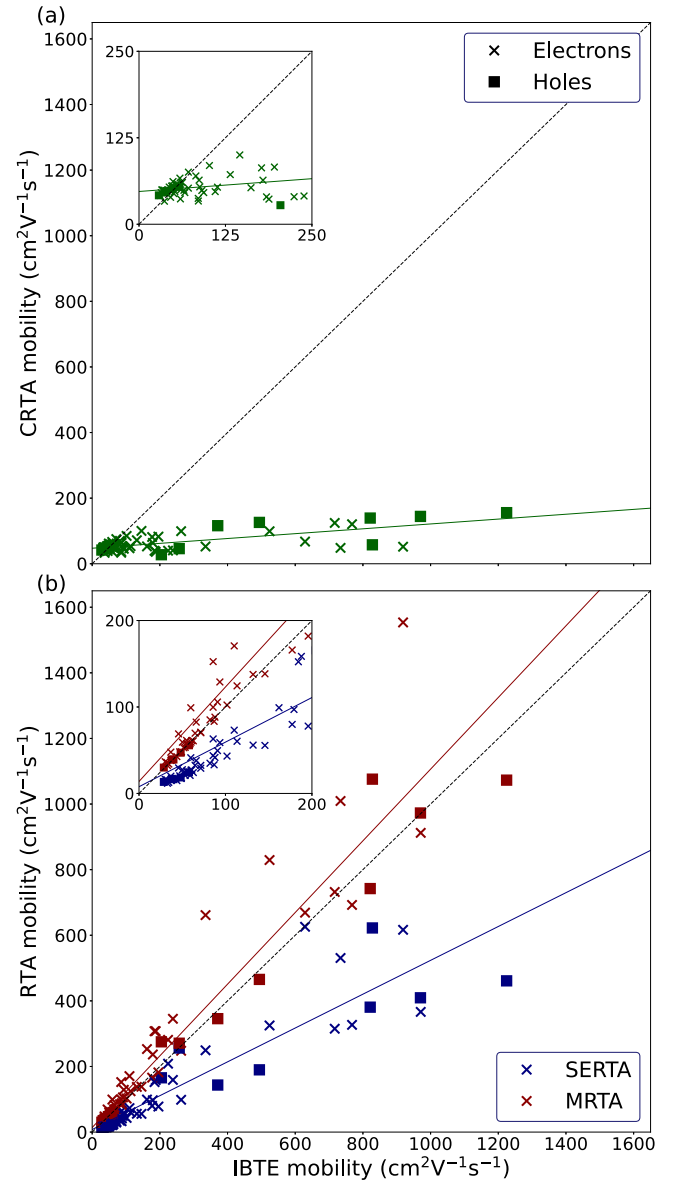 (a)
1600
1400
1200
1000
800
600
400
200
0
CRTA mobility (cm²V⁻¹s⁻¹)
250
125
0
0 125 250
Electrons
Holes
(b)
1600
1400
1200
1000
800
600
400
200
0
RTA mobility (cm²V⁻¹s⁻¹)
200
100
0
0 100 200
SERTA
MRTA
0 200 400 600 800 1000 1200 1400 1600
IBTE mobility (cm²V⁻¹s⁻¹)